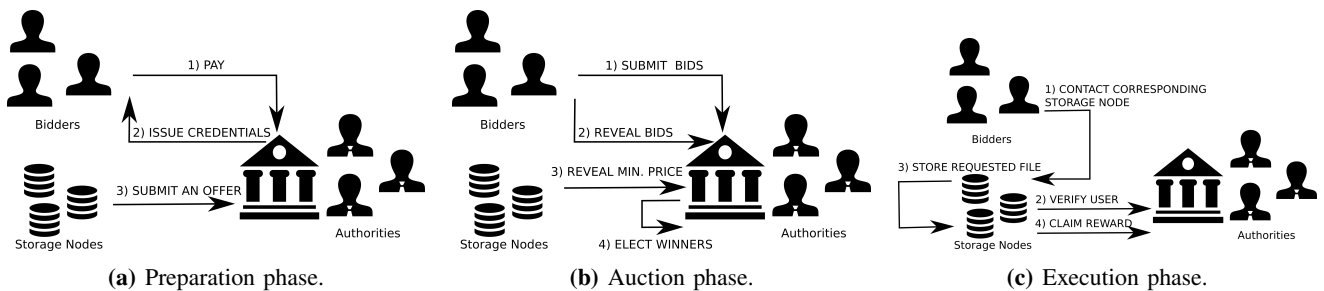 1) PAY
Bidders
2) ISSUE CREDENTIALS
3) SUBMIT AN OFFER
Storage Nodes
Authorities
(a) Preparation phase.
1) SUBMIT BIDS
Bidders
2) REVEAL BIDS
3) REVEAL MIN. PRICE
Storage Nodes
Authorities
4) ELECT WINNERS
(b) Auction phase.
1) CONTACT CORRESPONDING
STORAGE NODE
Bidders
3) STORE REQUESTED FILE
2) VERIFY USER
4) CLAIM REWARD
Storage Nodes
Authorities
(c) Execution phase.